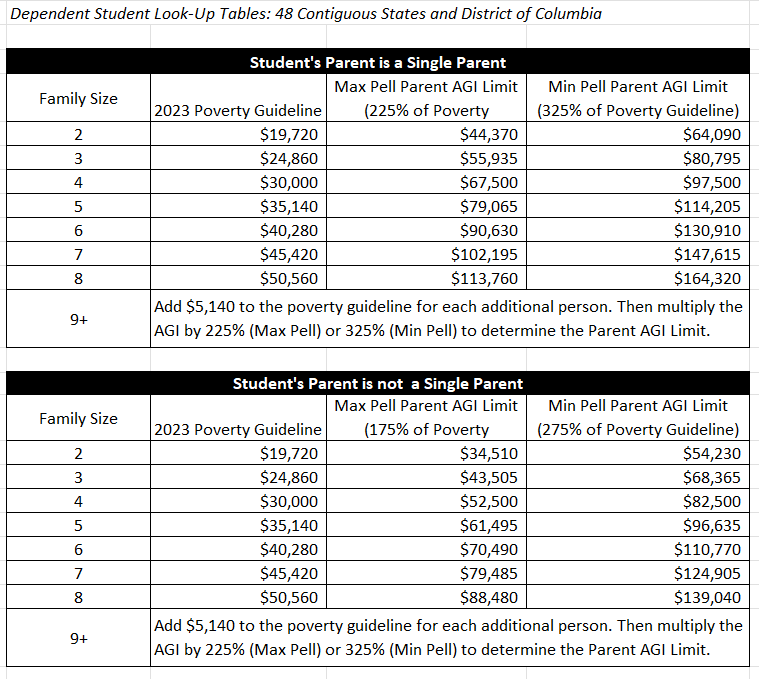 Dependent Student Look-Up Tables: 48 Contiguous States and District of Columbia
Student's Parent is a Single Parent
Family Size 2023 Poverty Guideline Max Pell Parent AGI Limit (225% of Poverty Min Pell Parent AGI Limit (325% of Poverty Guideline)
2 $19,720 $44,370 $64,090
3 $24,860 $55,935 $80,795
4 $30,000 $67,500 $97,500
5 $35,140 $79,065 $114,205
6 $40,280 $90,630 $130,910
7 $45,420 $102,195 $147,615
8 $50,560 $113,760 $164,320
9+ Add $5,140 to the poverty guideline for each additional person. Then multiply the
AGI by 225% (Max Pell) or 325% (Min Pell) to determine the Parent AGI Limit.
Student's Parent is not a Single Parent
Family Size 2023 Poverty Guideline Max Pell Parent AGI Limit (175% of Poverty Min Pell Parent AGI Limit (275% of Poverty Guideline)
2 $19,720 $34,510 $54,230
3 $24,860 $43,505 $68,365
4 $30,000 $52,500 $82,500
5 $35,140 $61,495 $96,635
6 $40,280 $70,490 $110,770
7 $45,420 $79,485 $124,905
8 $50,560 $88,480 $139,040
9+ Add $5,140 to the poverty guideline for each additional person. Then multiply the
AGI by 225% (Max Pell) or 325% (Min Pell) to determine the Parent AGI Limit.